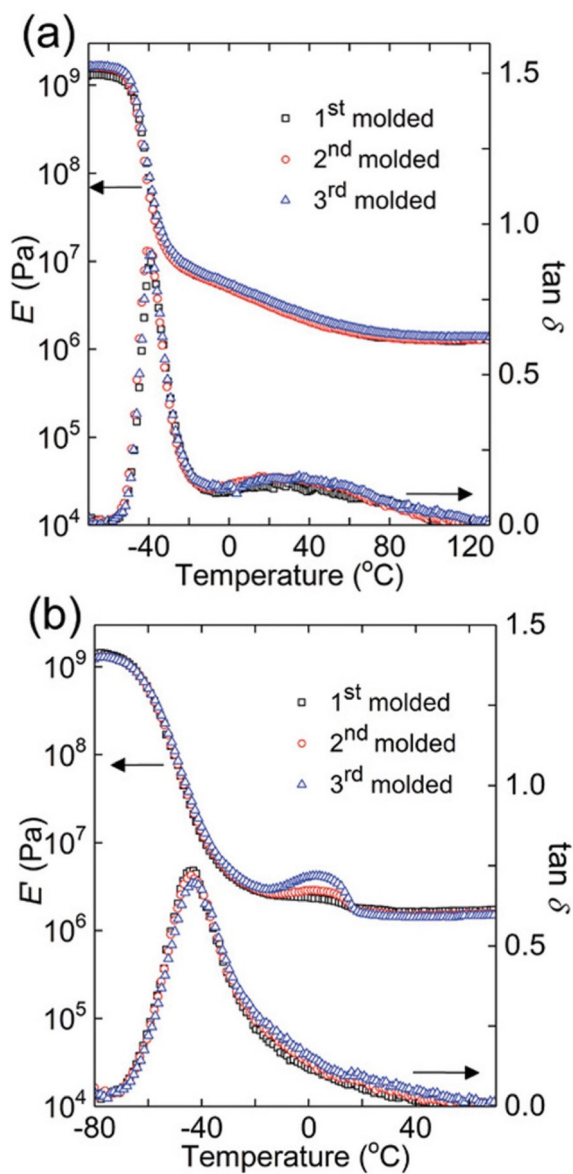 (a)
10⁹
10⁸
10⁷
10⁶
10⁵
10⁴
E' (Pa)
1.5
1.0
0.5
0.0
tan δ
1st molded
2nd molded
3rd molded
-40 0 40 80 120
Temperature (°C)
(b)
10⁹
10⁸
10⁷
10⁶
10⁵
10⁴
E' (Pa)
1.5
1.0
0.5
0.0
tan δ
1st molded
2nd molded
3rd molded
-80 -40 0 40
Temperature (°C)